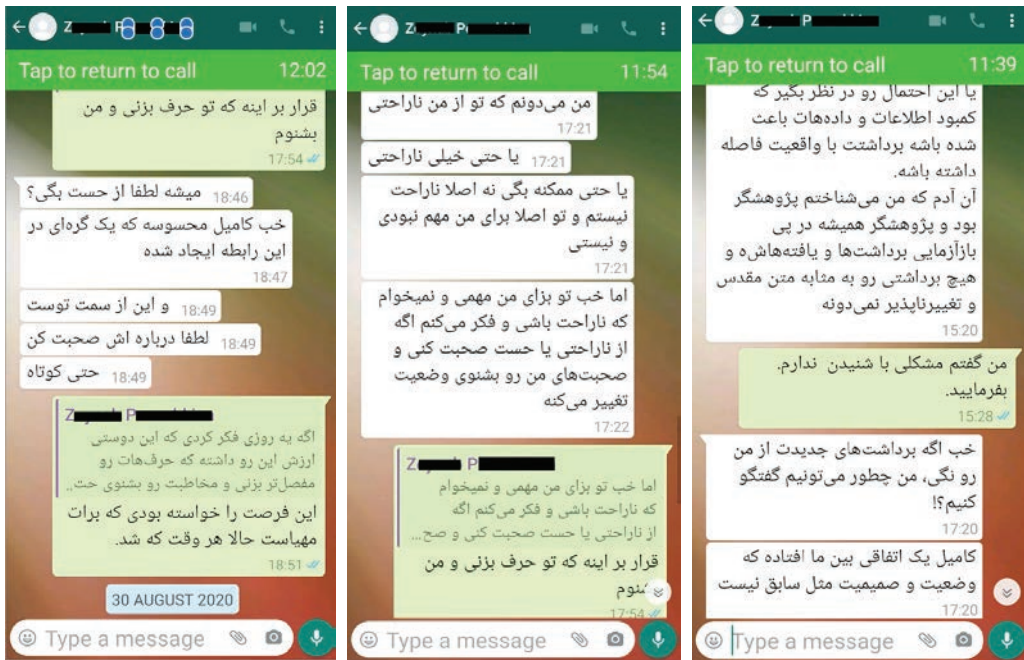 Tap to return to call 12:02
قرار بر اینه که تو حرف بزنی و من
بشنوم
17:54
میشه لطفا از حست بگی؟ 18:46
خب کامیل محسوسه که یک گره‌ای در
این رابطه ایجاد شده
18:47
و این از سمت توست 18:49
لطفا درباره اش صحبت کن 18:49
حتی کوتاه 18:49
Z P
اگه یه روزی فکر کردی که این دوستی
ارزش این رو داشته که حرف‌هات رو
مفصل‌تر بزنی و مخاطبت رو بشنوی حت..
این فرصت را خواسته بودی که برات
مهیاست حالا هر وقت که شد.
18:51
30 AUGUST 2020
Type a message
Z P
Tap to return to call 11:54
من می‌دونم که تو از من ناراحتی
17:21
یا حتی خیلی ناراحتی 17:21
یا حتی ممکنه بگی نه اصلا ناراحت
نیستم و تو اصلا برای من مهم نبودی
و نیستی
17:21
اما خب تو بزای من مهمی و نمیخوام
که ناراحت باشی و فکر می‌کنم اگه
از ناراحتی یا حست صحبت کنی و
صحبت‌های من رو بشنوی وضعیت
تغییر می‌کنه
17:22
Z P
اما خب تو بزای من مهمی و نمیخوام
که ناراحت باشی و فکر می‌کنم اگه
از ناراحتی یا حست صحبت کنی و صح...
قرار بر اینه که تو حرف بزنی و من
بشنوم
17:54
Type a message
Z P
Tap to return to call 11:39
یا این احتمال رو در نظر بگیر که
کمبود اطلاعات و داده‌هات باعث
شده باشه برداشتت با واقعیت فاصله
داشته باشه.
آن آدم که من می‌شناختم پژوهشگر
بود و پژوهشگر همیشه در پی
بازآزمایی برداشت‌ها و یافته‌هاش‌ه و
هیچ برداشتی رو به مثابه متن مقدس
و تغییرناپذیر نمی‌دونه
15:20
من گفتم مشکلی با شنیدن ندارم.
بفرمایید.
15:28
خب اگه برداشت‌های جدیدت از من
رو نگی، من چطور می‌تونیم گفتگو
کنیم؟!
17:20
کامیل یک اتفاقی بین ما افتاده که
وضعیت و صمیمیت مثل سابق نیست
17:20
Type a message